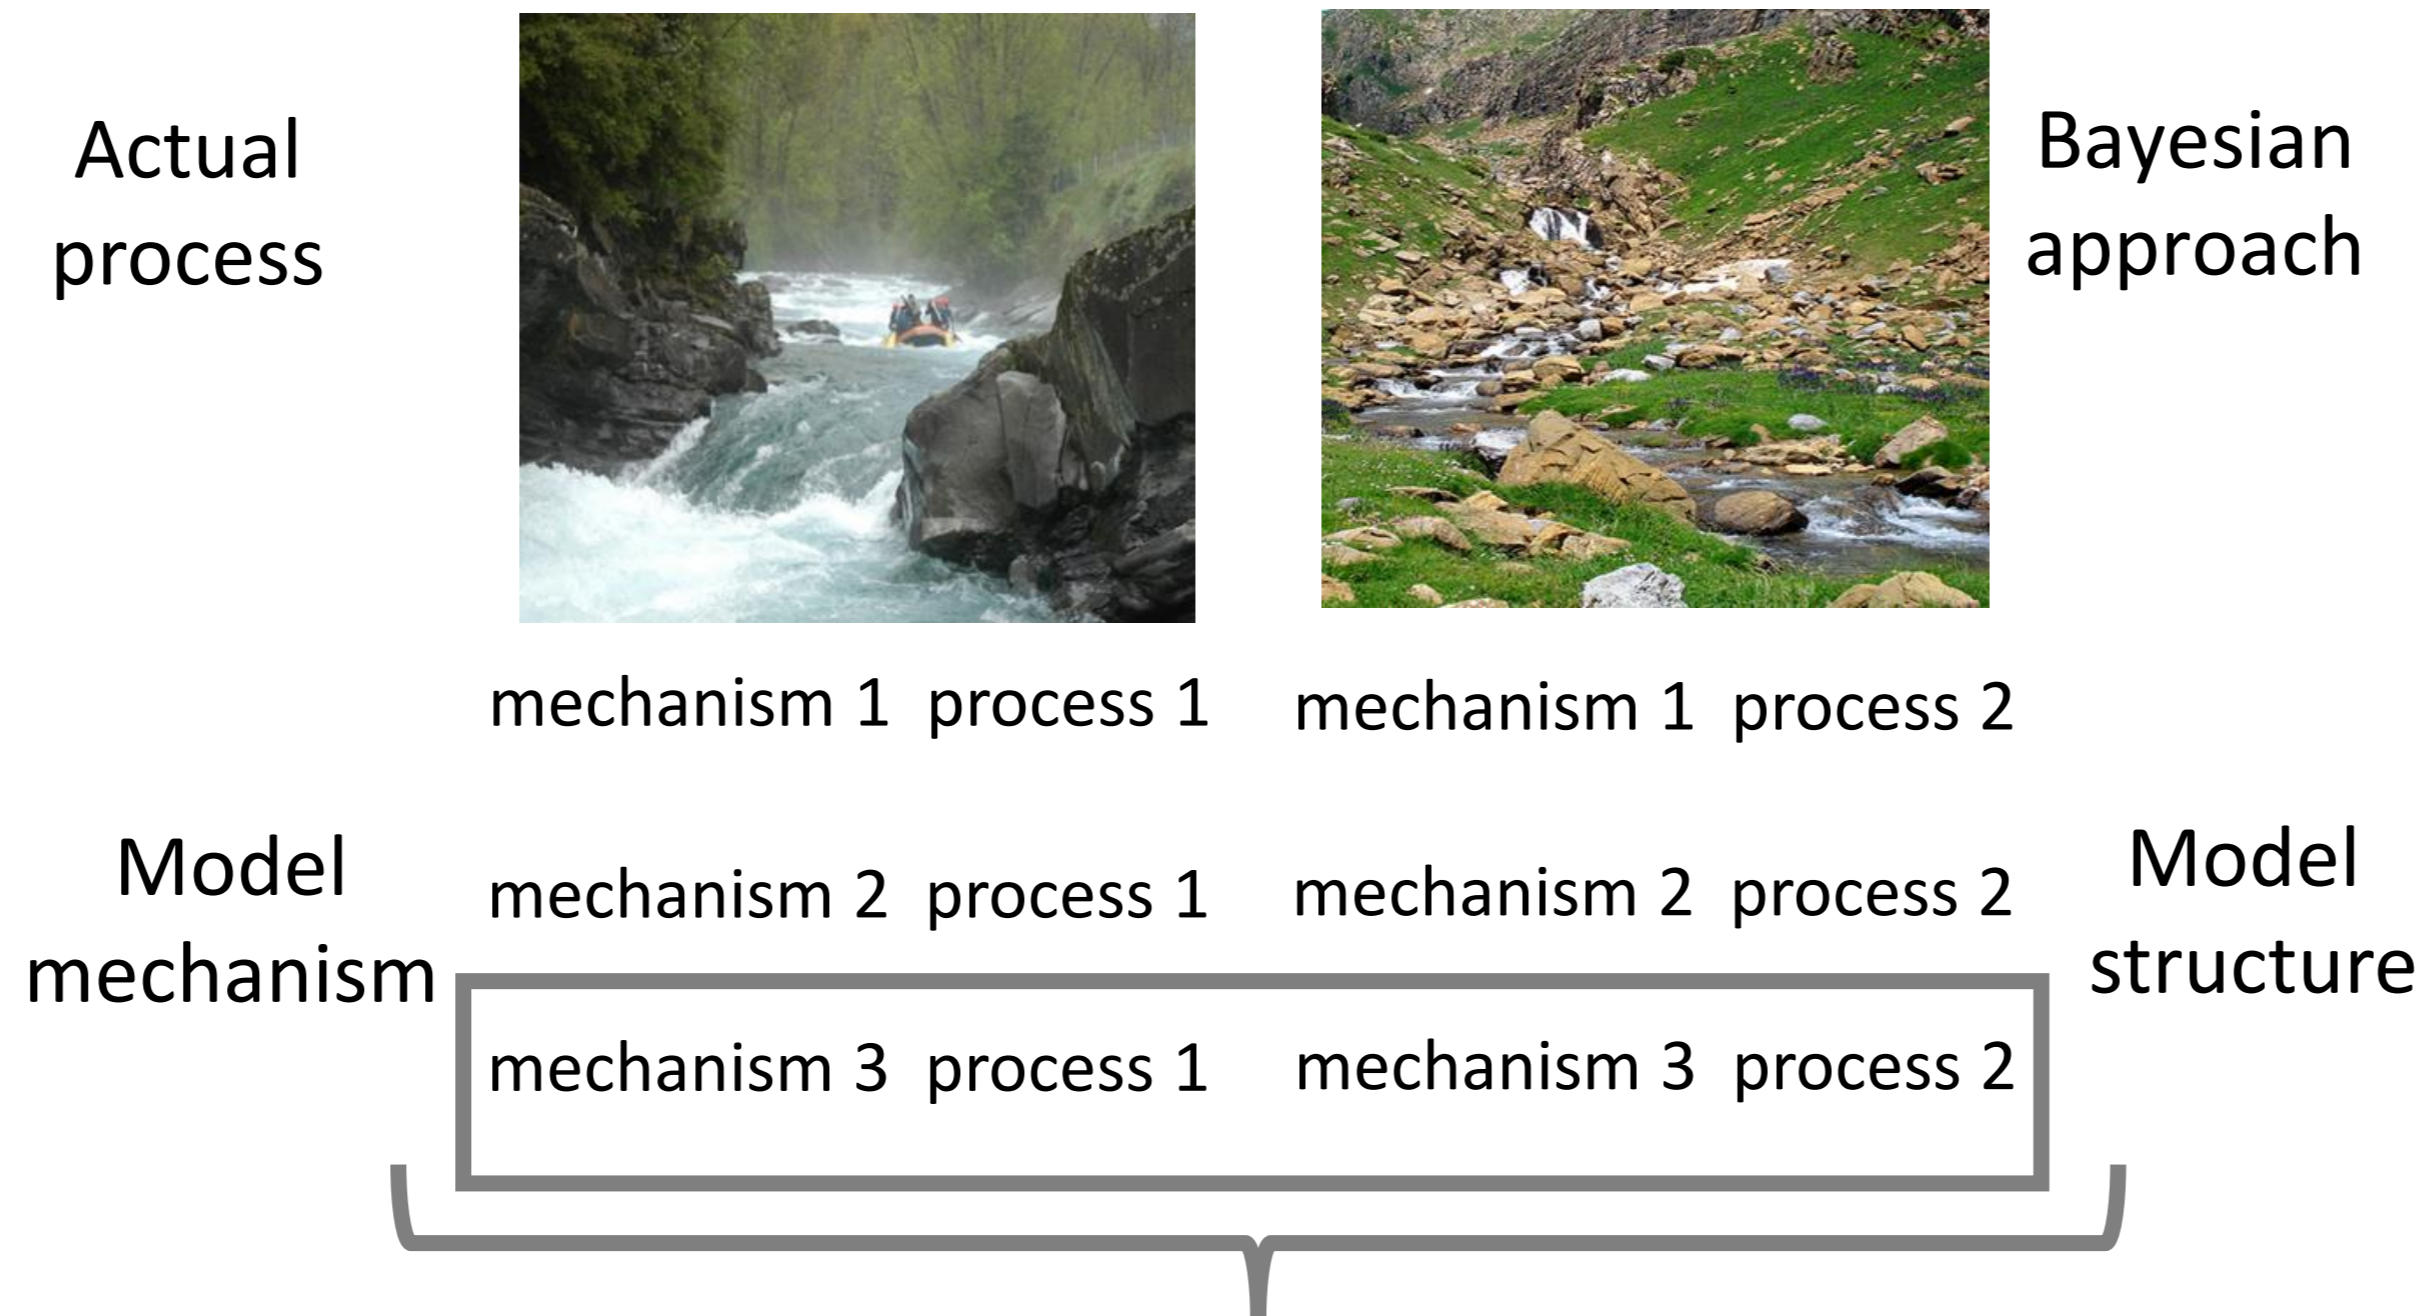 Actual
process
Bayesian
approach
mechanism 1 process 1 mechanism 1 process 2
Model
mechanism
mechanism 2 process 1 mechanism 2 process 2
Model
structure
mechanism 3 process 1 mechanism 3 process 2